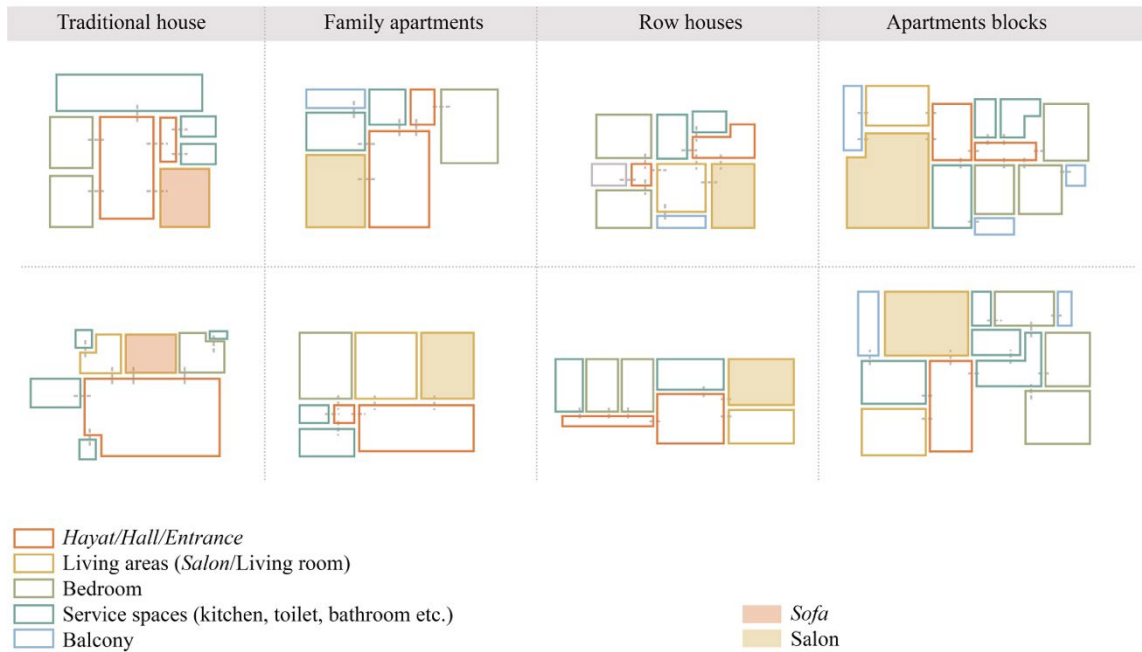 Traditional house
Family apartments
Row houses
Apartments blocks
Hayat/Hall/Entrance
Living areas (Salon/Living room)
Bedroom
Service spaces (kitchen, toilet, bathroom etc.)
Balcony
Sofa
Salon